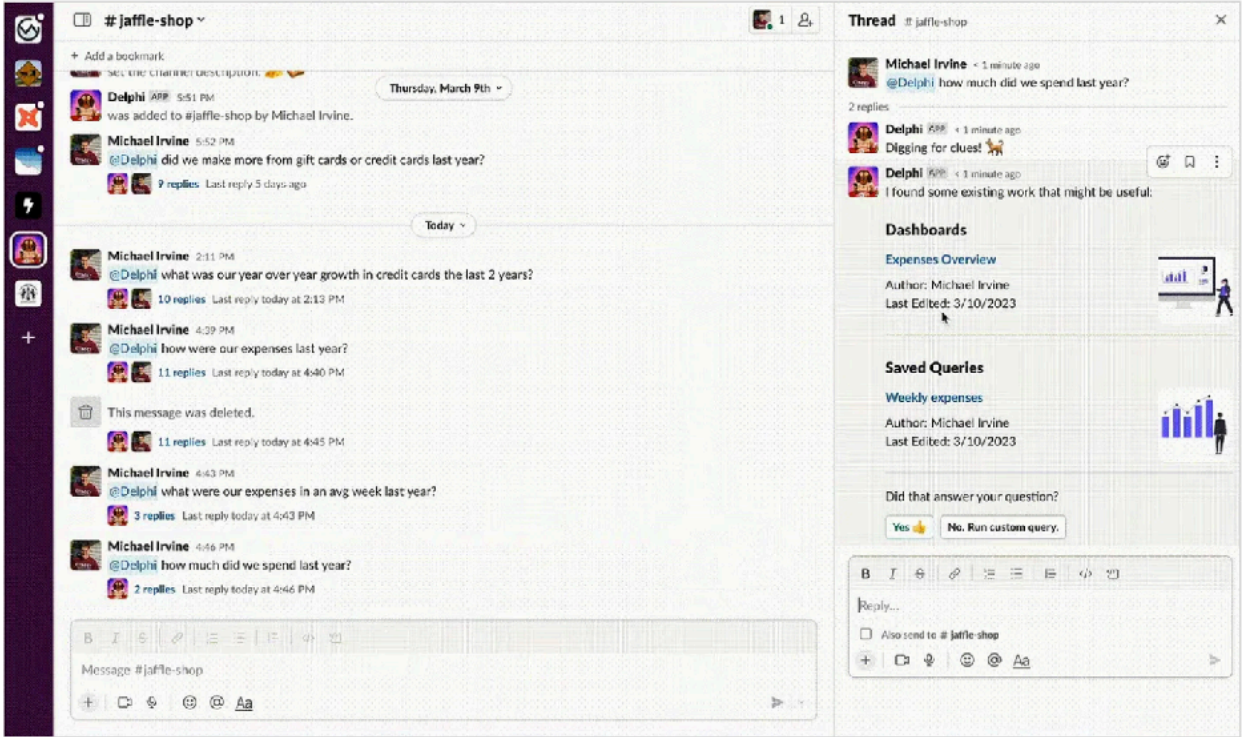 # jaffle-shop
1
+ Add a bookmark
set the channel description.
Thursday, March 9th
Delphi APP 5:51 PM
was added to #jaffle-shop by Michael Irvine.
Michael Irvine 5:52 PM
@Delphi did we make more from gift cards or credit cards last year?
9 replies Last reply 5 days ago
Today
Michael Irvine 2:11 PM
@Delphi what was our year over year growth in credit cards the last 2 years?
10 replies Last reply today at 2:13 PM
Michael Irvine 4:39 PM
@Delphi how were our expenses last year?
11 replies Last reply today at 4:40 PM
This message was deleted.
11 replies Last reply today at 4:45 PM
Michael Irvine 4:43 PM
@Delphi what were our expenses in an avg week last year?
3 replies Last reply today at 4:43 PM
Michael Irvine 4:46 PM
@Delphi how much did we spend last year?
2 replies Last reply today at 4:46 PM
B I S
Message #jaffle-shop
+ @ Aa
Thread # jaffle-shop
Michael Irvine < 1 minute ago
@Delphi how much did we spend last year?
2 replies
Delphi APP < 1 minute ago
Digging for clues!
Delphi APP < 1 minute ago
I found some existing work that might be useful:
Dashboards
Expenses Overview
Author: Michael Irvine
Last Edited: 3/10/2023
Saved Queries
Weekly expenses
Author: Michael Irvine
Last Edited: 3/10/2023
Did that answer your question?
Yes 👍 No. Run custom query.
B I S
Reply...
Also send to # jaffle-shop
+ @ Aa